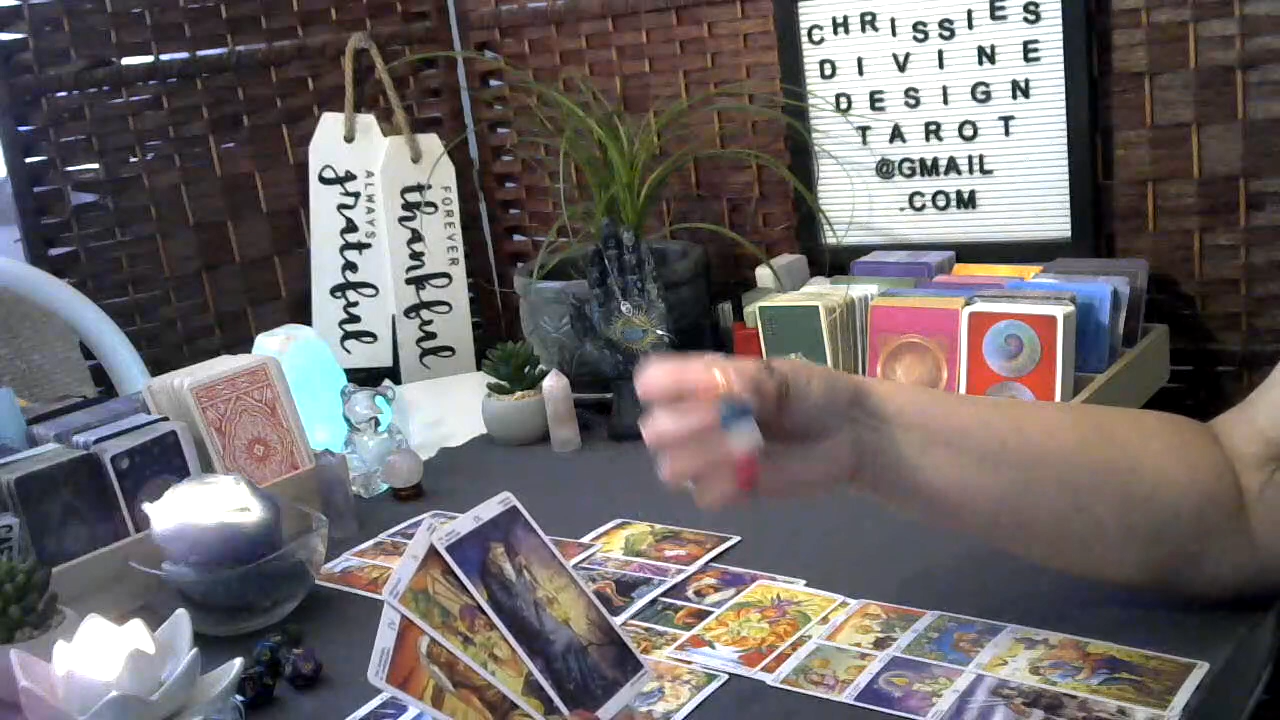 CHRISSIES
DIVINE
DESIGN
TAROT
@GMAIL
.COM
ALWAYS
grateful
FOREVER
thankful